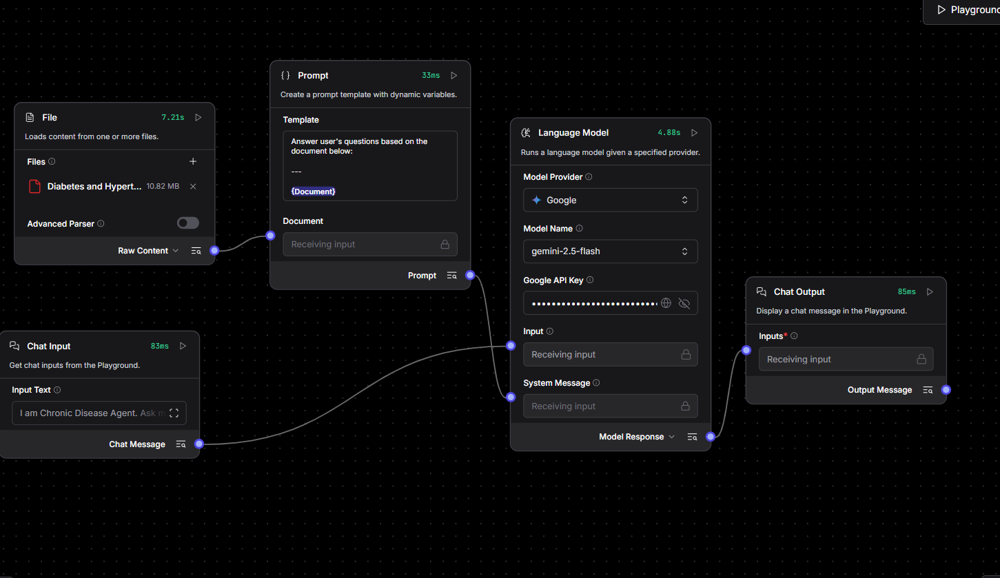 Playground
Prompt 33ms
Create a prompt template with dynamic variables.
Template
Answer user's questions based on the
document below:
---
{Document}
Document
Receiving input
Prompt
File 7.21s
Loads content from one or more files.
Files
Diabetes and Hypert... 10.82 MB
Advanced Parser
Raw Content
Chat Input 83ms
Get chat inputs from the Playground.
Input Text
I am Chronic Disease Agent. Ask m
Chat Message
Language Model 4.88s
Runs a language model given a specified provider.
Model Provider
Google
Model Name
gemini-2.5-flash
Google API Key
Input
Receiving input
System Message
Receiving input
Model Response
Chat Output 85ms
Display a chat message in the Playground.
Inputs*
Receiving input
Output Message